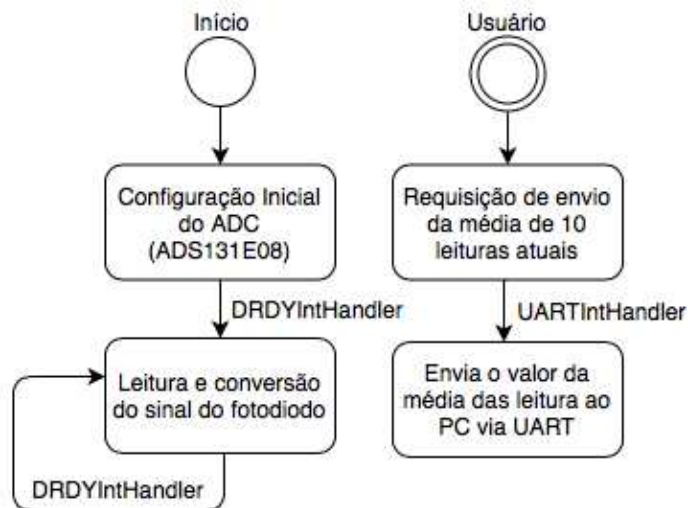 Início
Configuração Inicial
do ADC
(ADS131E08)
DRDYIntHandler
Leitura e conversão
do sinal do fotodiodo
DRDYIntHandler
Usuário
Requisição de envio
da média de 10
leituras atuais
UARTIntHandler
Envia o valor da
média das leitura ao
PC via UART